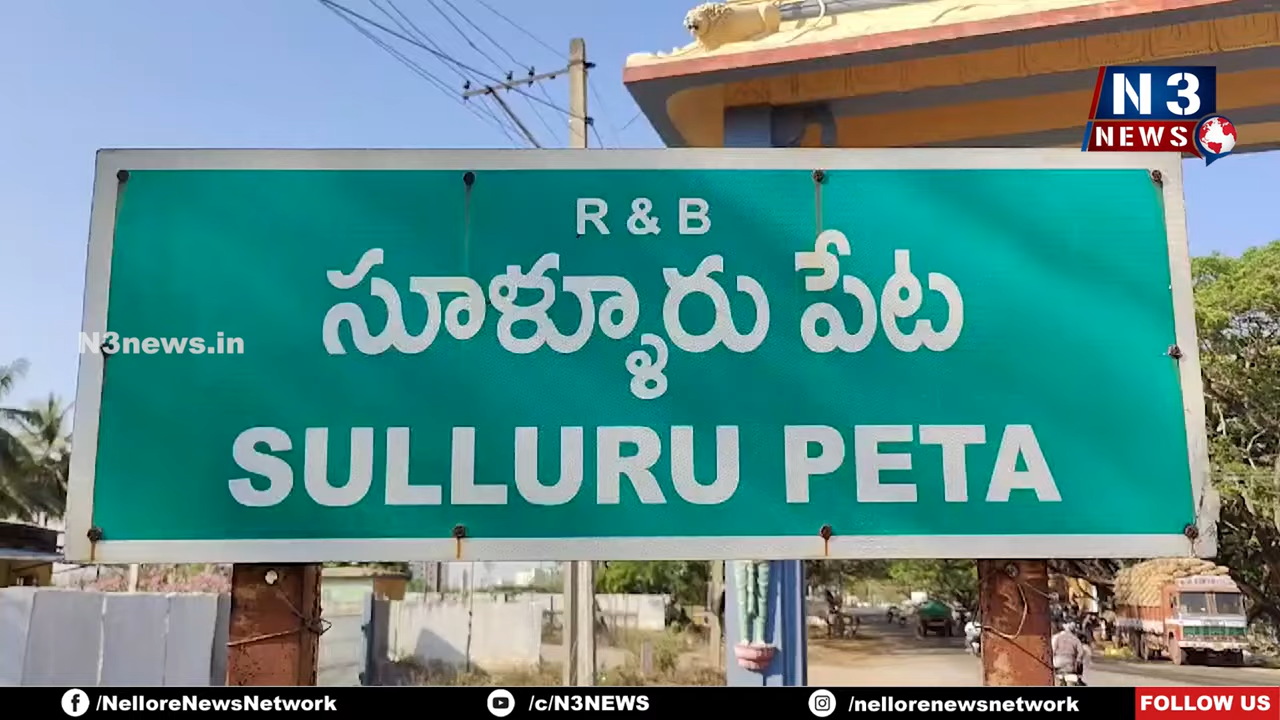 N3
NEWS
R & B
సూళ్ళూరు పేట
N3news.in
SULLURU PETA
/NelloreNewsNetwork
/c/N3NEWS
/nellorenewsnetwork
FOLLOW US